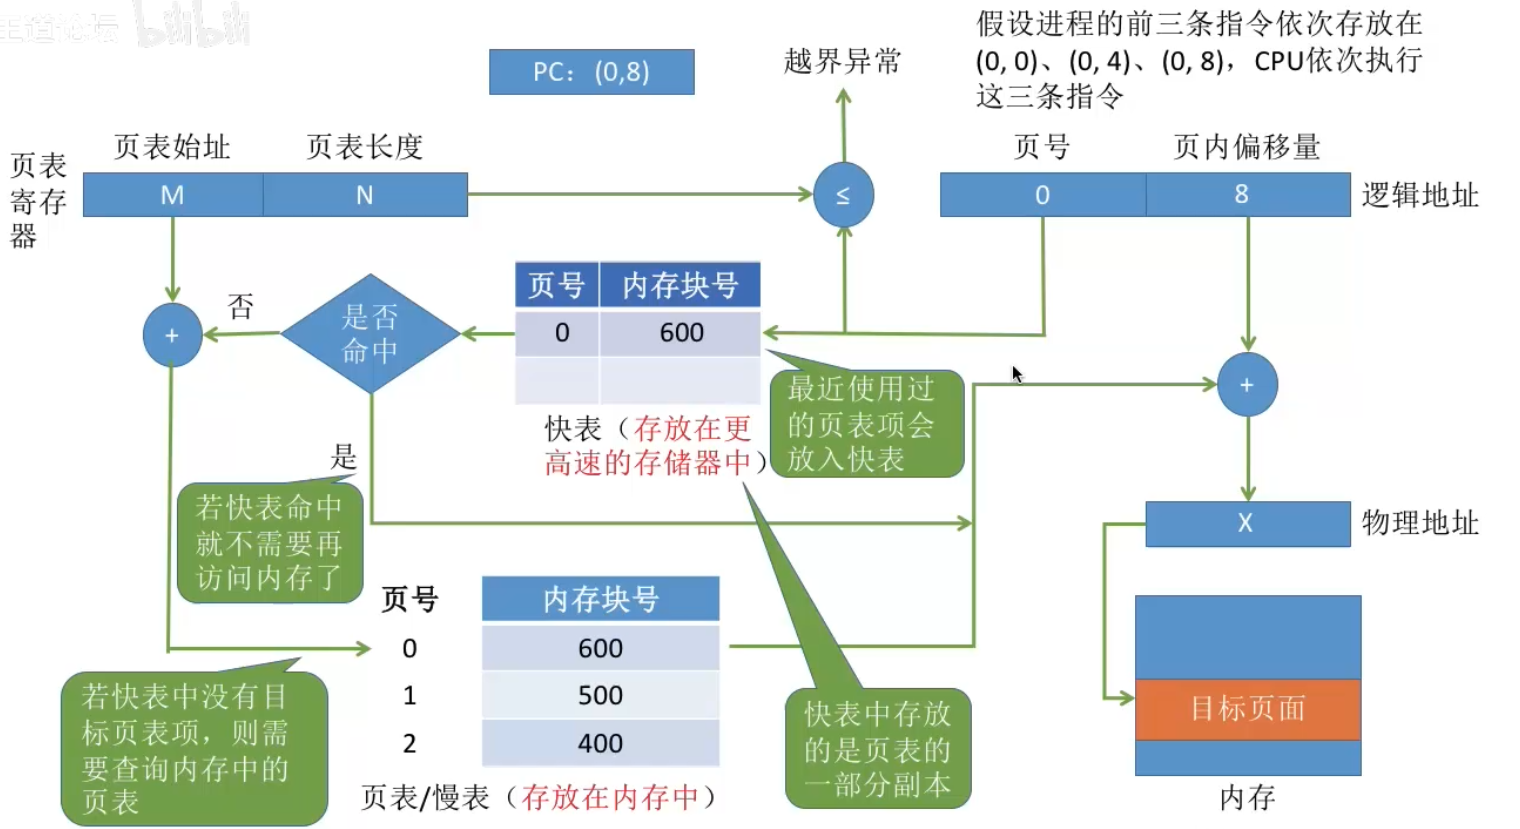 王道论坛 bilibili
假设进程的前三条指令依次存放在
(0, 0)、(0, 4)、(0, 8)，CPU依次执行
这三条指令
PC：(0,8)
越界异常
页表始址
页表长度
页号
页内偏移量
页表
寄存
器
M
N
≤
0
8
逻辑地址
页号
内存块号
0
600
否
是否
命中
+
+
最近使用过
的页表项会
放入快表
快表（存放在更
高速的存储器中）
是
若快表命中
就不需要再
访问内存了
X
物理地址
页号
内存块号
0
600
1
500
2
400
页表/慢表（存放在内存中）
若快表中没有目
标页表项，则需
要查询内存中的
页表
快表中存放
的是页表的
一部分副本
目标页面
内存